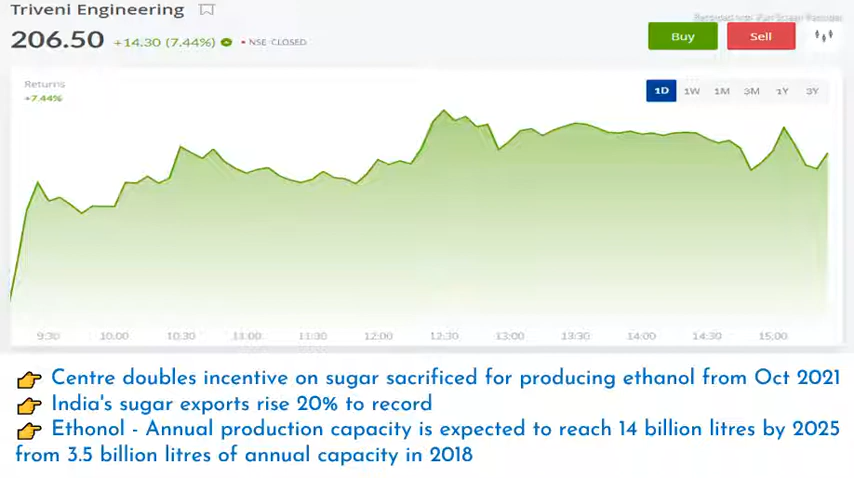 Triveni Engineering
206.50 +14.30 (7.44%) • NSE CLOSED
Buy Sell
Returns
+7.44%
1D 1W 1M 3M 1Y 3Y
9:30 10:00 10:30 11:00 11:30 12:00 12:30 13:00 13:30 14:00 14:30 15:00
👉 Centre doubles incentive on sugar sacrificed for producing ethanol from Oct 2021
👉 India's sugar exports rise 20% to record
👉 Ethonol - Annual production capacity is expected to reach 14 billion litres by 2025
from 3.5 billion litres of annual capacity in 2018